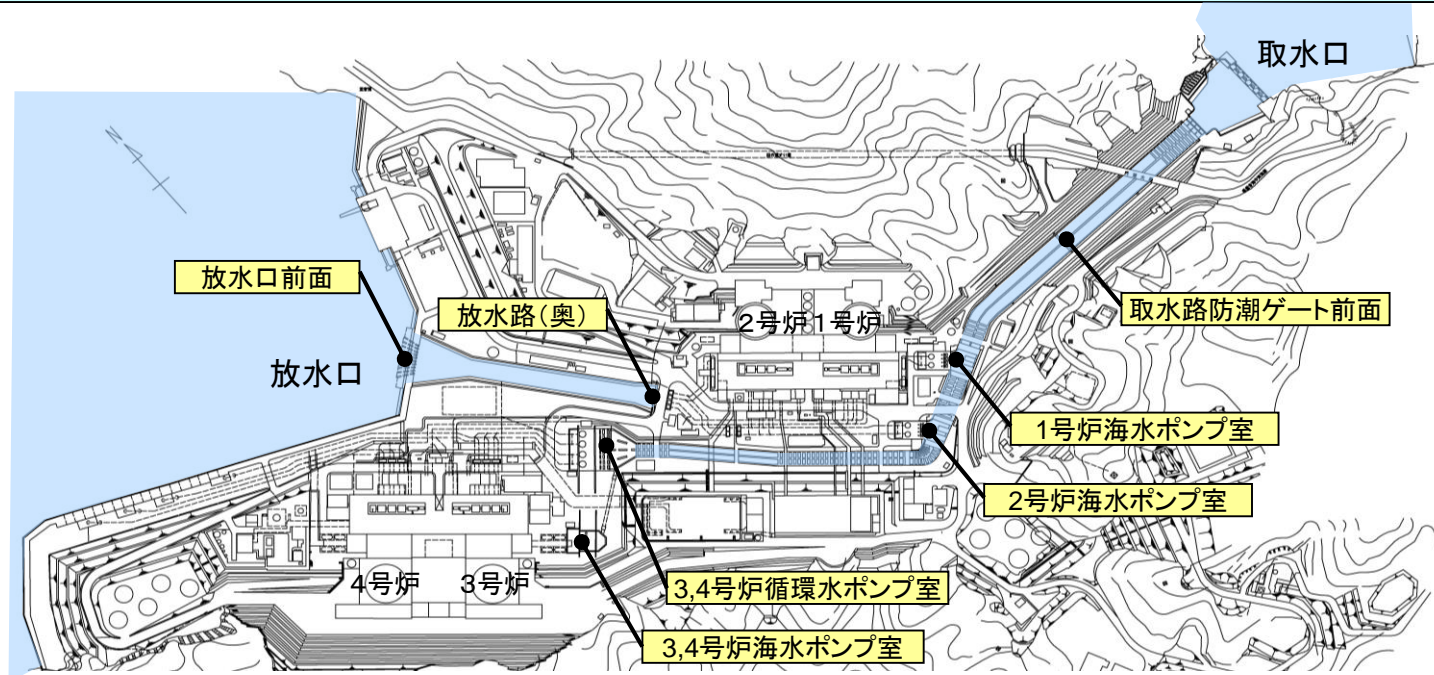 取水口
N
放水口前面
放水路(奥)
2号炉
1号炉
取水路防潮ゲート前面
放水口
1号炉海水ポンプ室
2号炉海水ポンプ室
4号炉
3号炉
3,4号炉循環水ポンプ室
3,4号炉海水ポンプ室